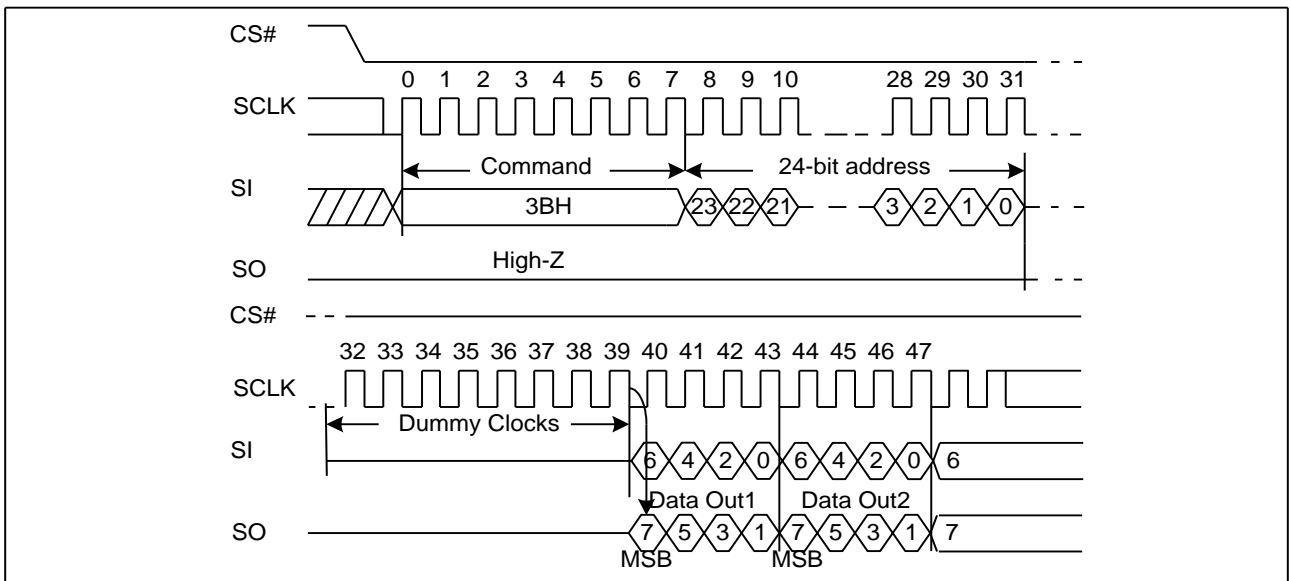 CS#
0 1 2 3 4 5 6 7 8 9 10 28 29 30 31
SCLK
Command 24-bit address
SI
3BH 23 22 21 3 2 1 0
High-Z
SO
CS#
32 33 34 35 36 37 38 39 40 41 42 43 44 45 46 47
SCLK
Dummy Clocks
SI
6 4 2 0 6 4 2 0 6
Data Out1 Data Out2
SO
7 5 3 1 7 5 3 1 7
MSB MSB